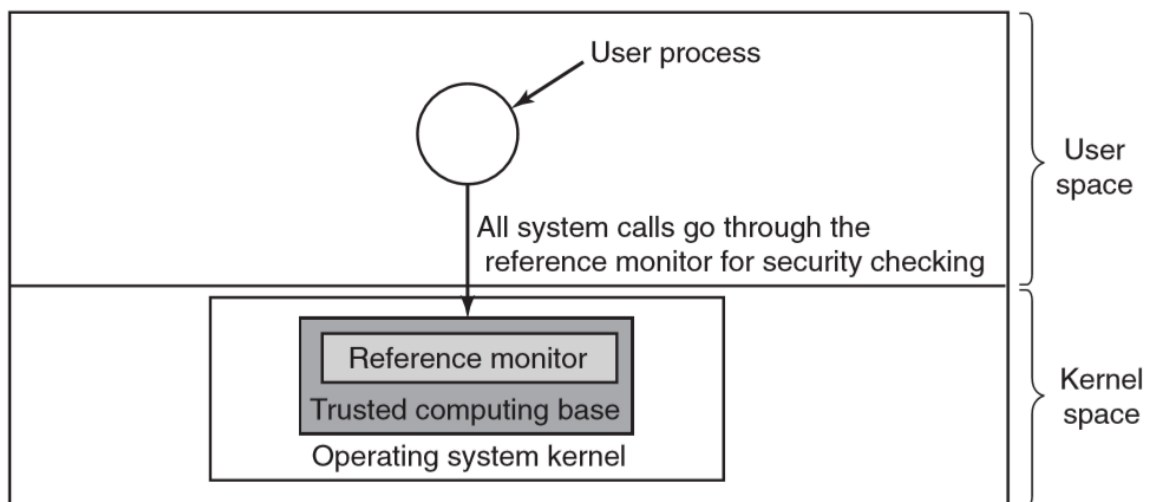 User process
User
space
All system calls go through the
reference monitor for security checking
Reference monitor
Trusted computing base
Operating system kernel
Kernel
space